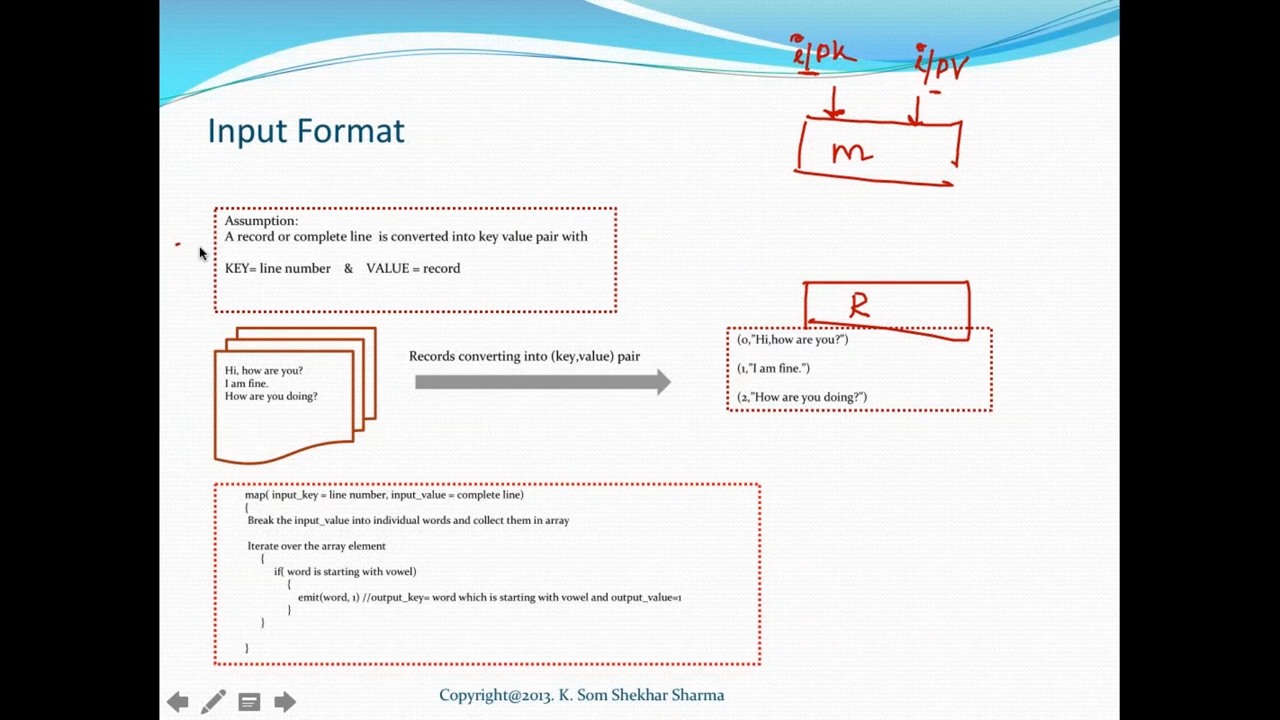 i/pk i/pv
Input Format
m
Assumption:
A record or complete line is converted into key value pair with
KEY= line number & VALUE = record
R
Hi, how are you?
I am fine.
How are you doing?
Records converting into (key,value) pair
(0,"Hi,how are you?")
(1,"I am fine.")
(2,"How are you doing?")
map( input_key = line number, input_value = complete line)
{
Break the input_value into individual words and collect them in array
Iterate over the array element
{
if( word is starting with vowel)
{
emit(word, 1) //output_key= word which is starting with vowel and output_value=1
}
}
}
Copyright@2013. K. Som Shekhar Sharma